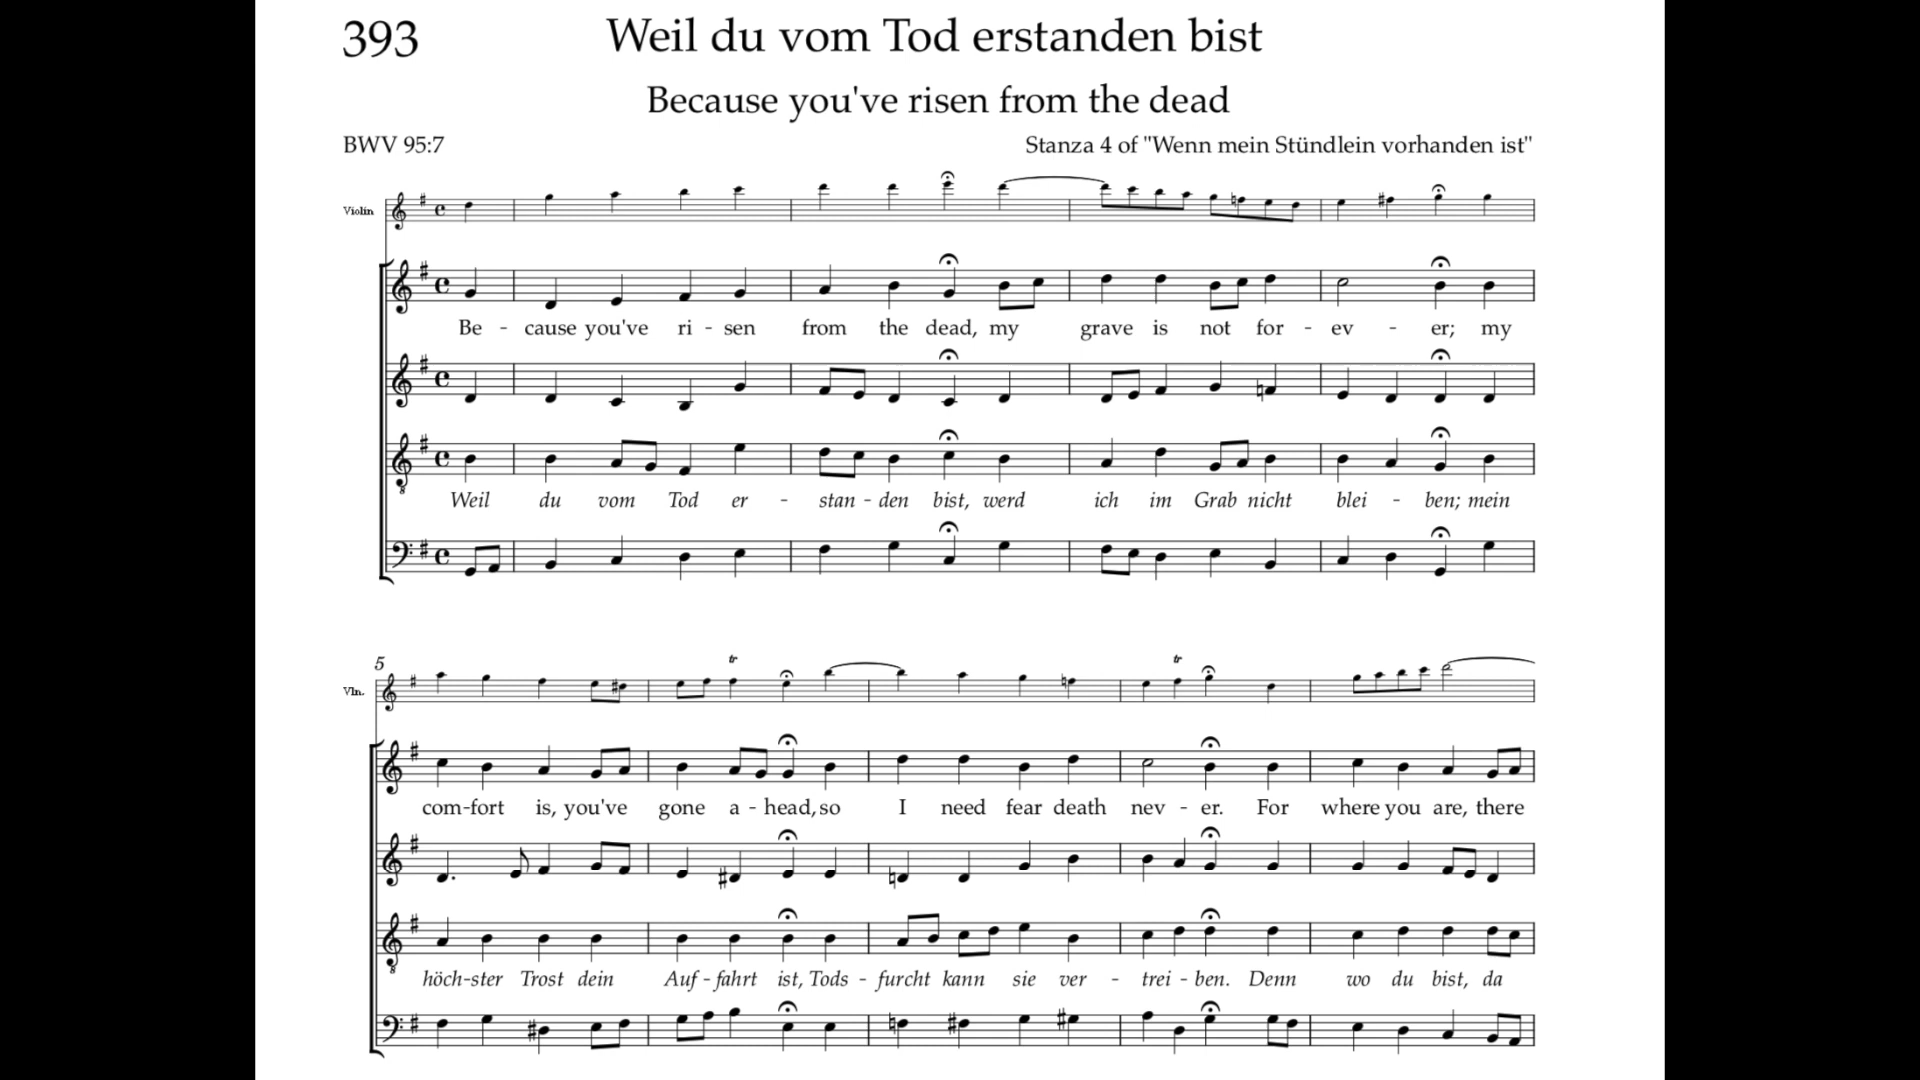 393
Weil du vom Tod erstanden bist
Because you've risen from the dead
BWV 95:7
Stanza 4 of "Wenn mein Stündlein vorhanden ist"
Violin
Be - cause you've ri - sen from the dead, my grave is not for - ev - er; my
Weil du vom Tod er - stan - den bist, werd ich im Grab nicht blei - ben; mein
5
tr
tr
Vln.
com-fort is, you've gone a - head, so I need fear death nev - er. For where you are, there
höch-ster Trost dein Auf - fahrt ist, Tods - furcht kann sie ver - trei - ben. Denn wo du bist, da